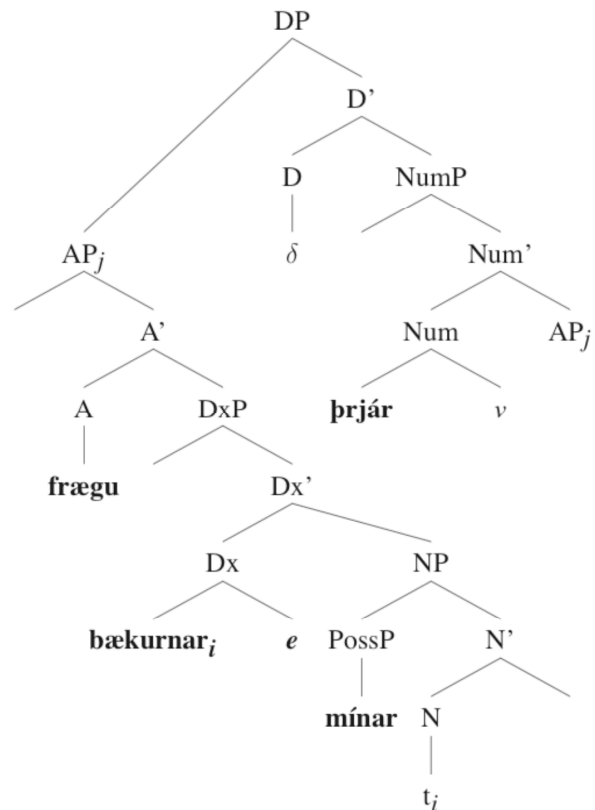 DP
D’
D NumP
APj δ Num’
A’ Num APj
A DxP þrjár v
frægu Dx’
Dx NP
bækurnari e PossP N’
mínar N
ti